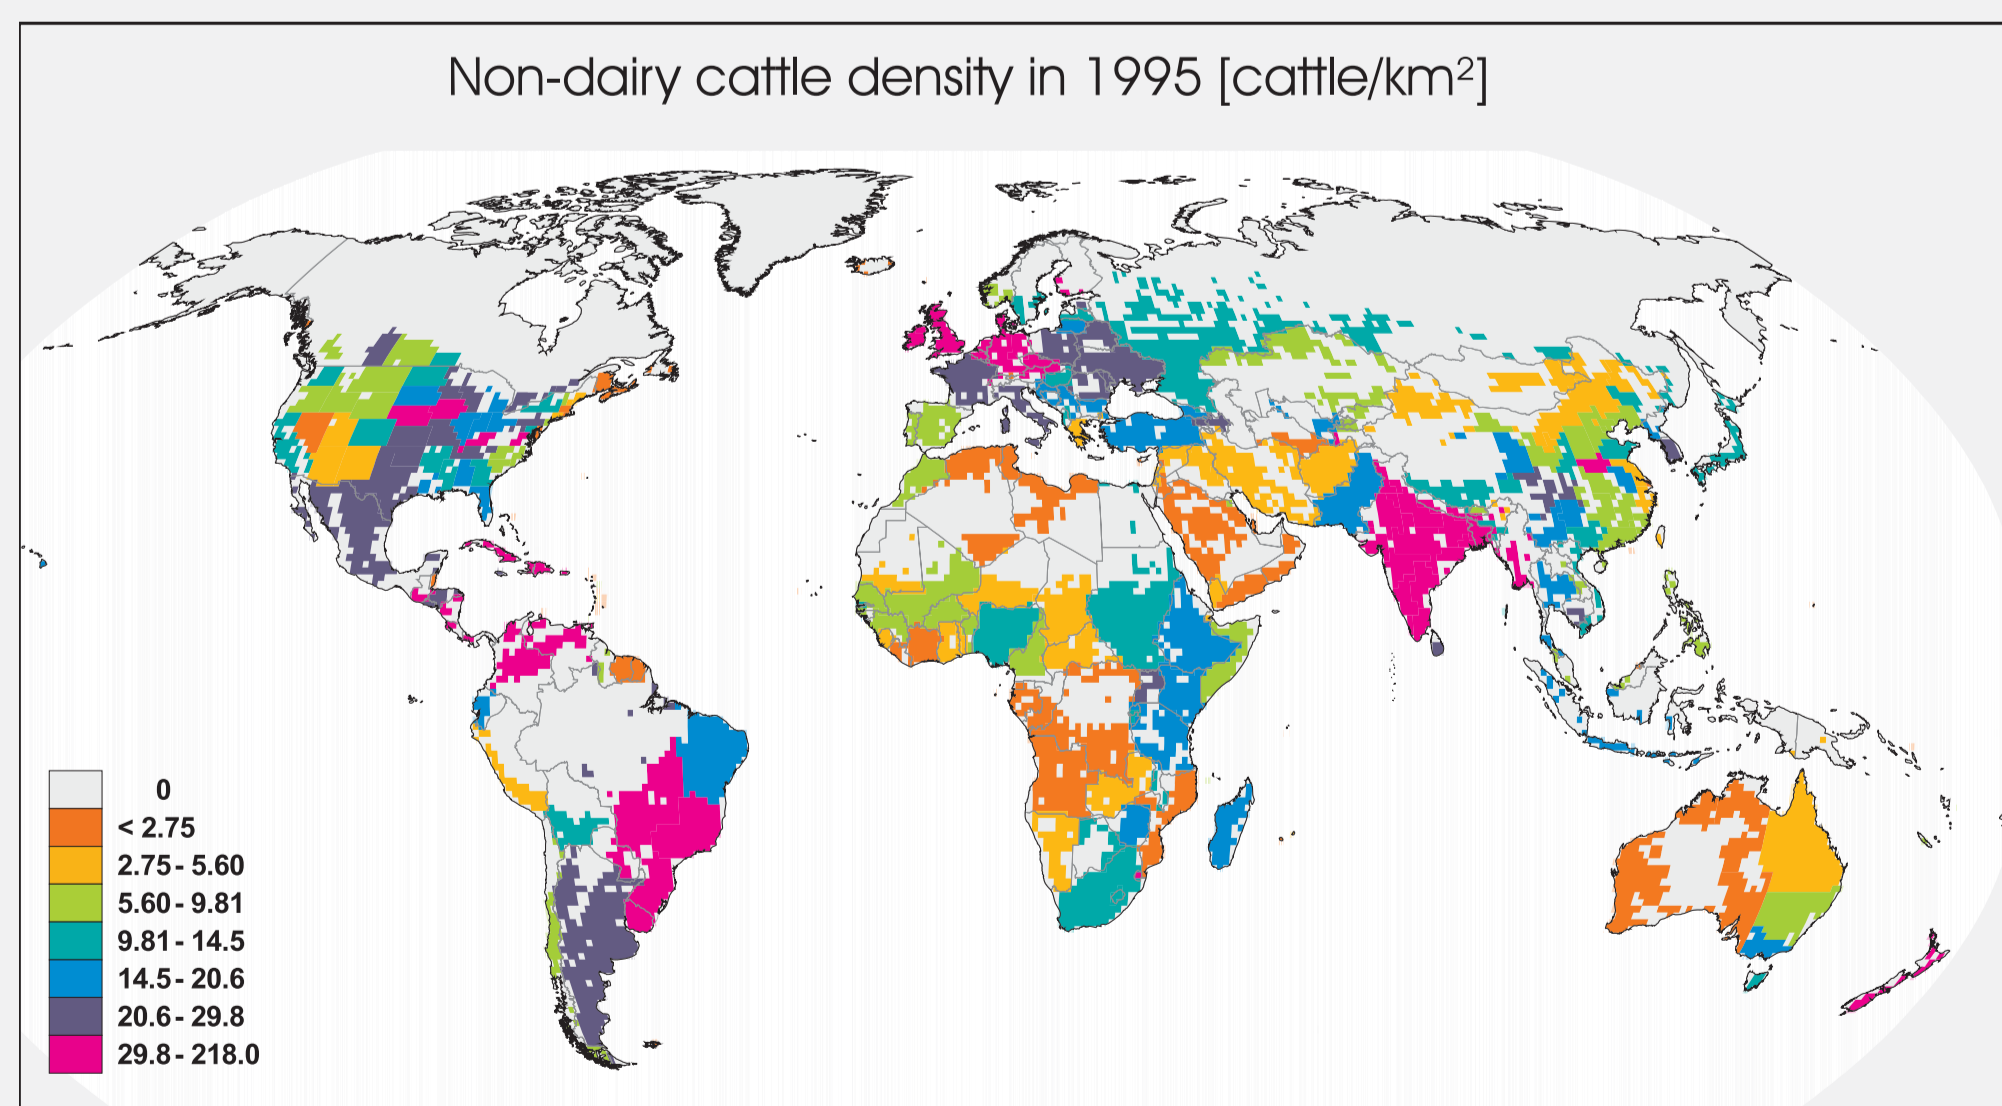 Non-dairy cattle density in 1995 [cattle/km²]
0
< 2.75
2.75 - 5.60
5.60 - 9.81
9.81 - 14.5
14.5 - 20.6
20.6 - 29.8
29.8 - 218.0